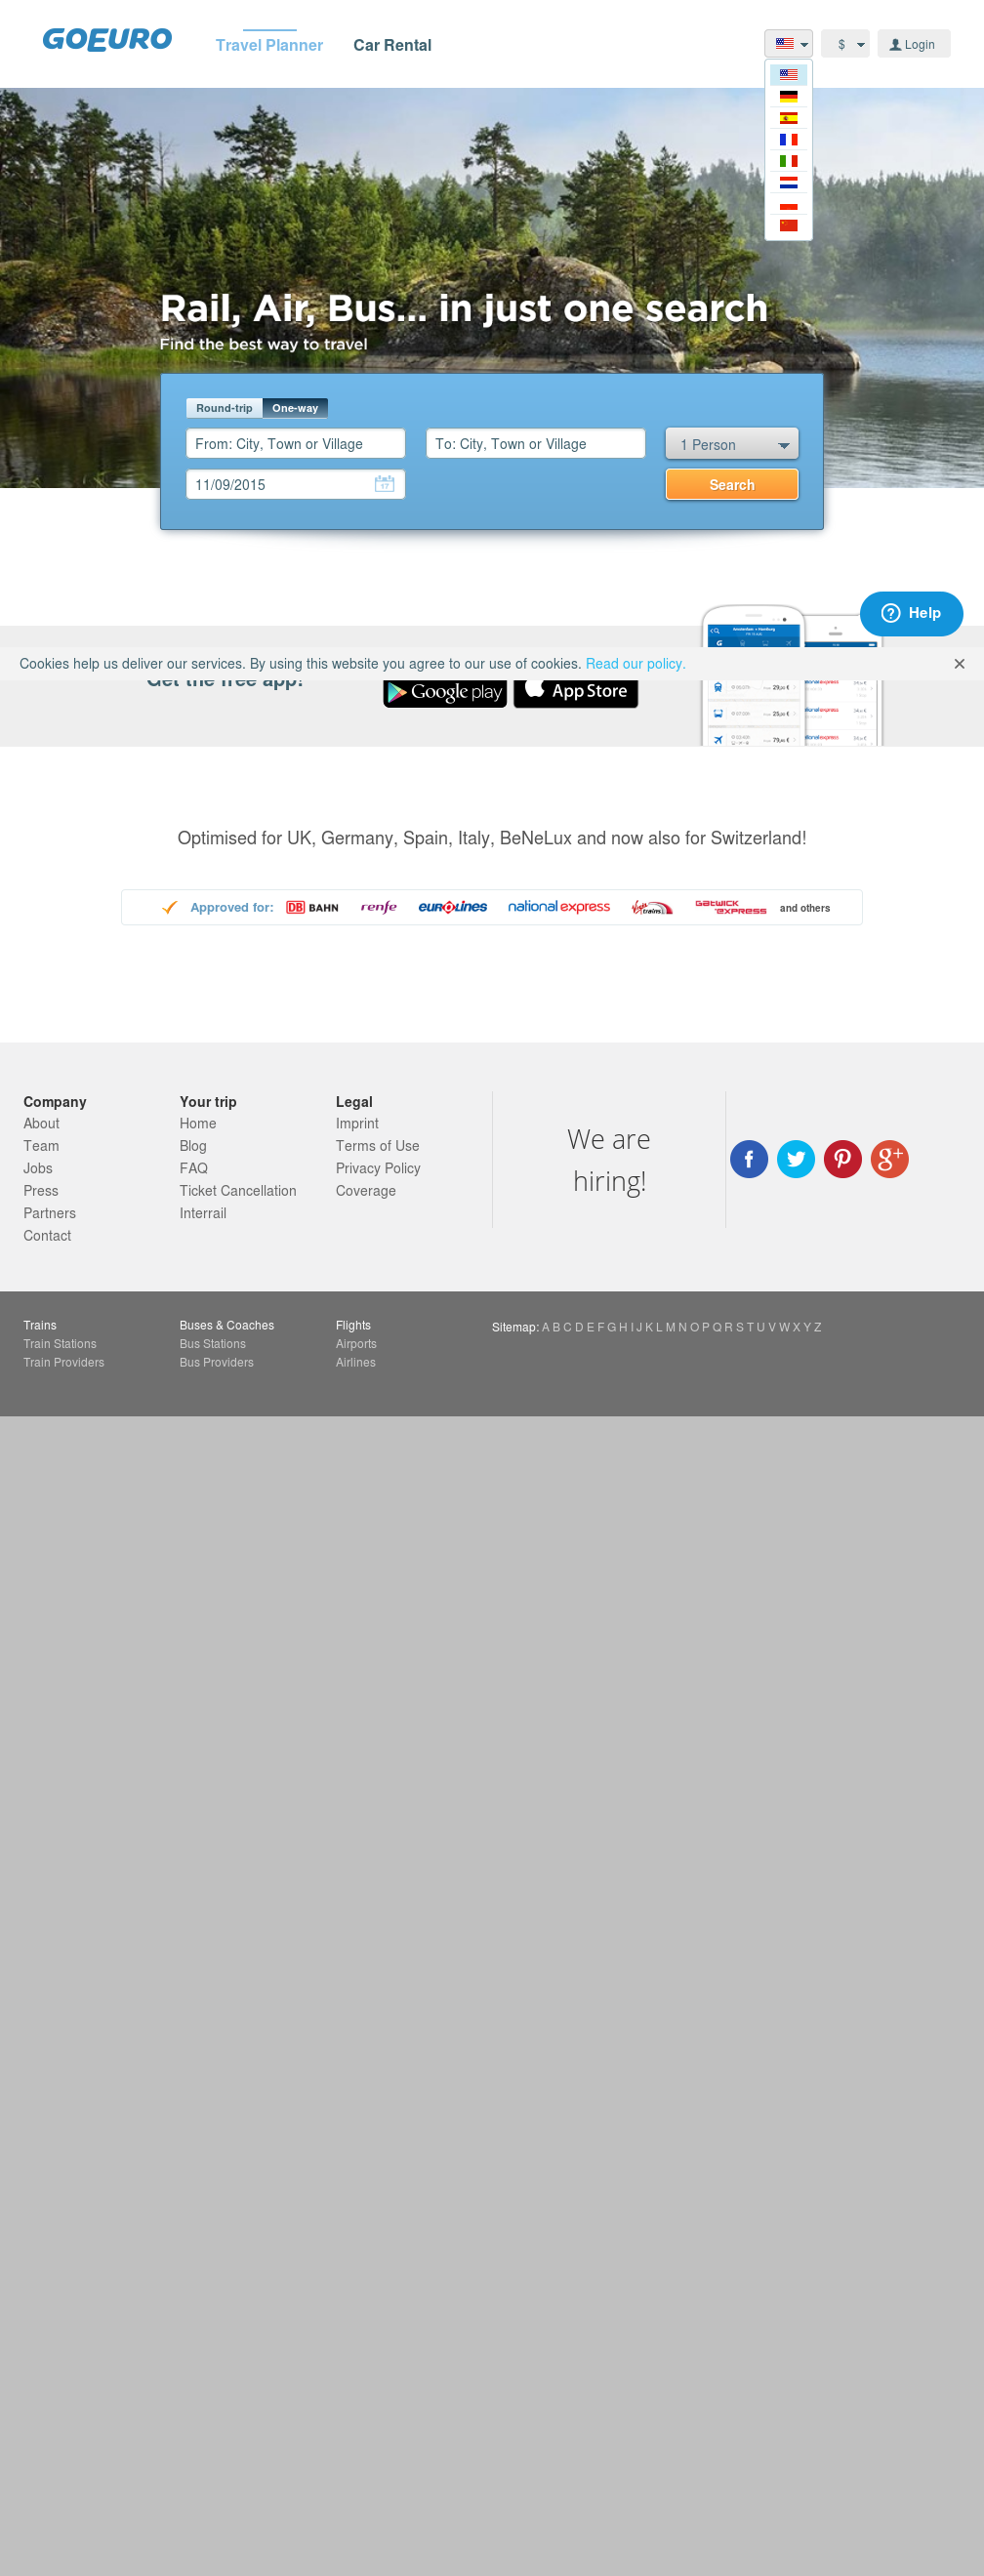 GOEURO
Travel Planner
Car Rental
$
Login
Rail, Air, Bus... in just one search
Find the best way to travel
Round-trip
One-way
From: City, Town or Village
To: City, Town or Village
1 Person
11/09/2015
17
Search
Help
Cookies help us deliver our services. By using this website you agree to our use of cookies. Read our policy.
Get the free app!
Google play
App Store
Optimised for UK, Germany, Spain, Italy, BeNeLux and now also for Switzerland!
Approved for:
DB BAHN
renfe
eurolines
national express
Virgin trains
GATWICK EXPRESS
and others
Company
About
Team
Jobs
Press
Partners
Contact
Your trip
Home
Blog
FAQ
Ticket Cancellation
Interrail
Legal
Imprint
Terms of Use
Privacy Policy
Coverage
We are
hiring!
Trains
Train Stations
Train Providers
Buses & Coaches
Bus Stations
Bus Providers
Flights
Airports
Airlines
Sitemap: A B C D E F G H I J K L M N O P Q R S T U V W X Y Z